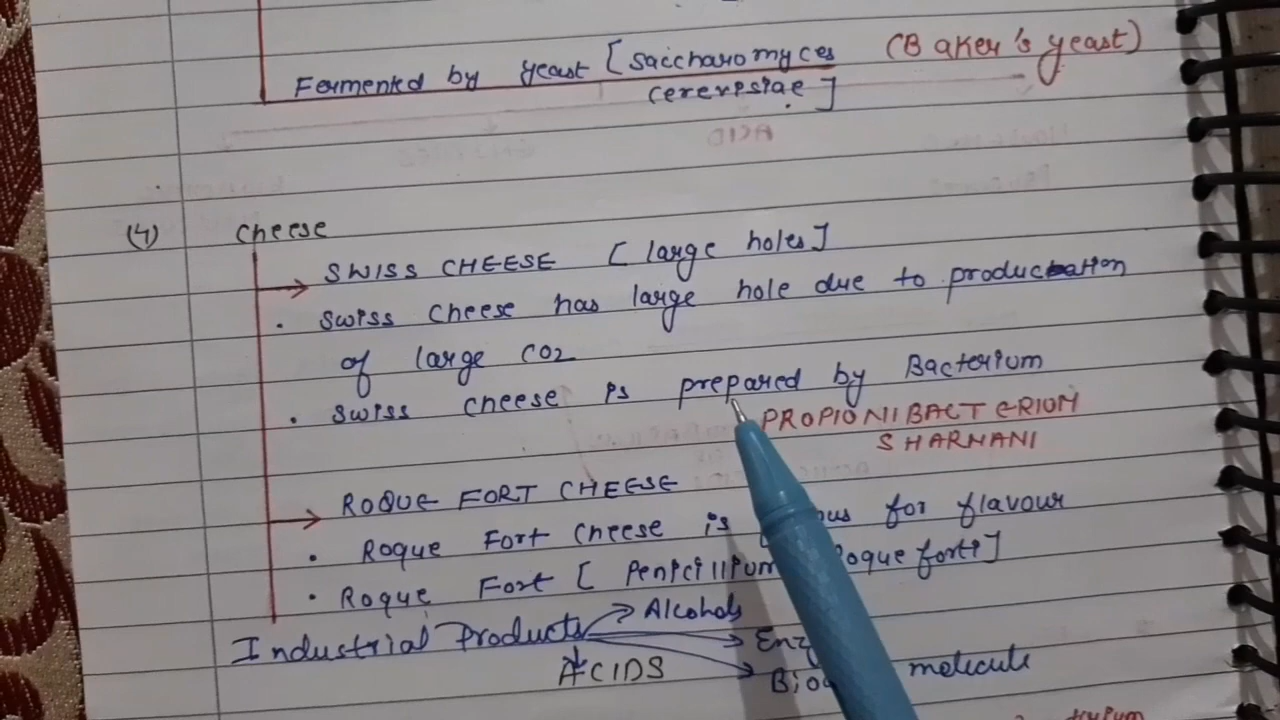 Fermented by yeast [saccharomyces (Baker's yeast)
cerevpsiae]
(4) cheese
SWISS CHEESE [large holes]
. swiss cheese has large hole due to production
of large CO2
. swiss cheese is prepared by Bacterium
PROPIONIBACTERIUM
SHARMANI
ROQUE FORT CHEESE
. Roque Fort cheese is for flavour
. Roque Fort [Penicillium Roqueforti]
Industrial Products Alcohols
ACIDS
molecule